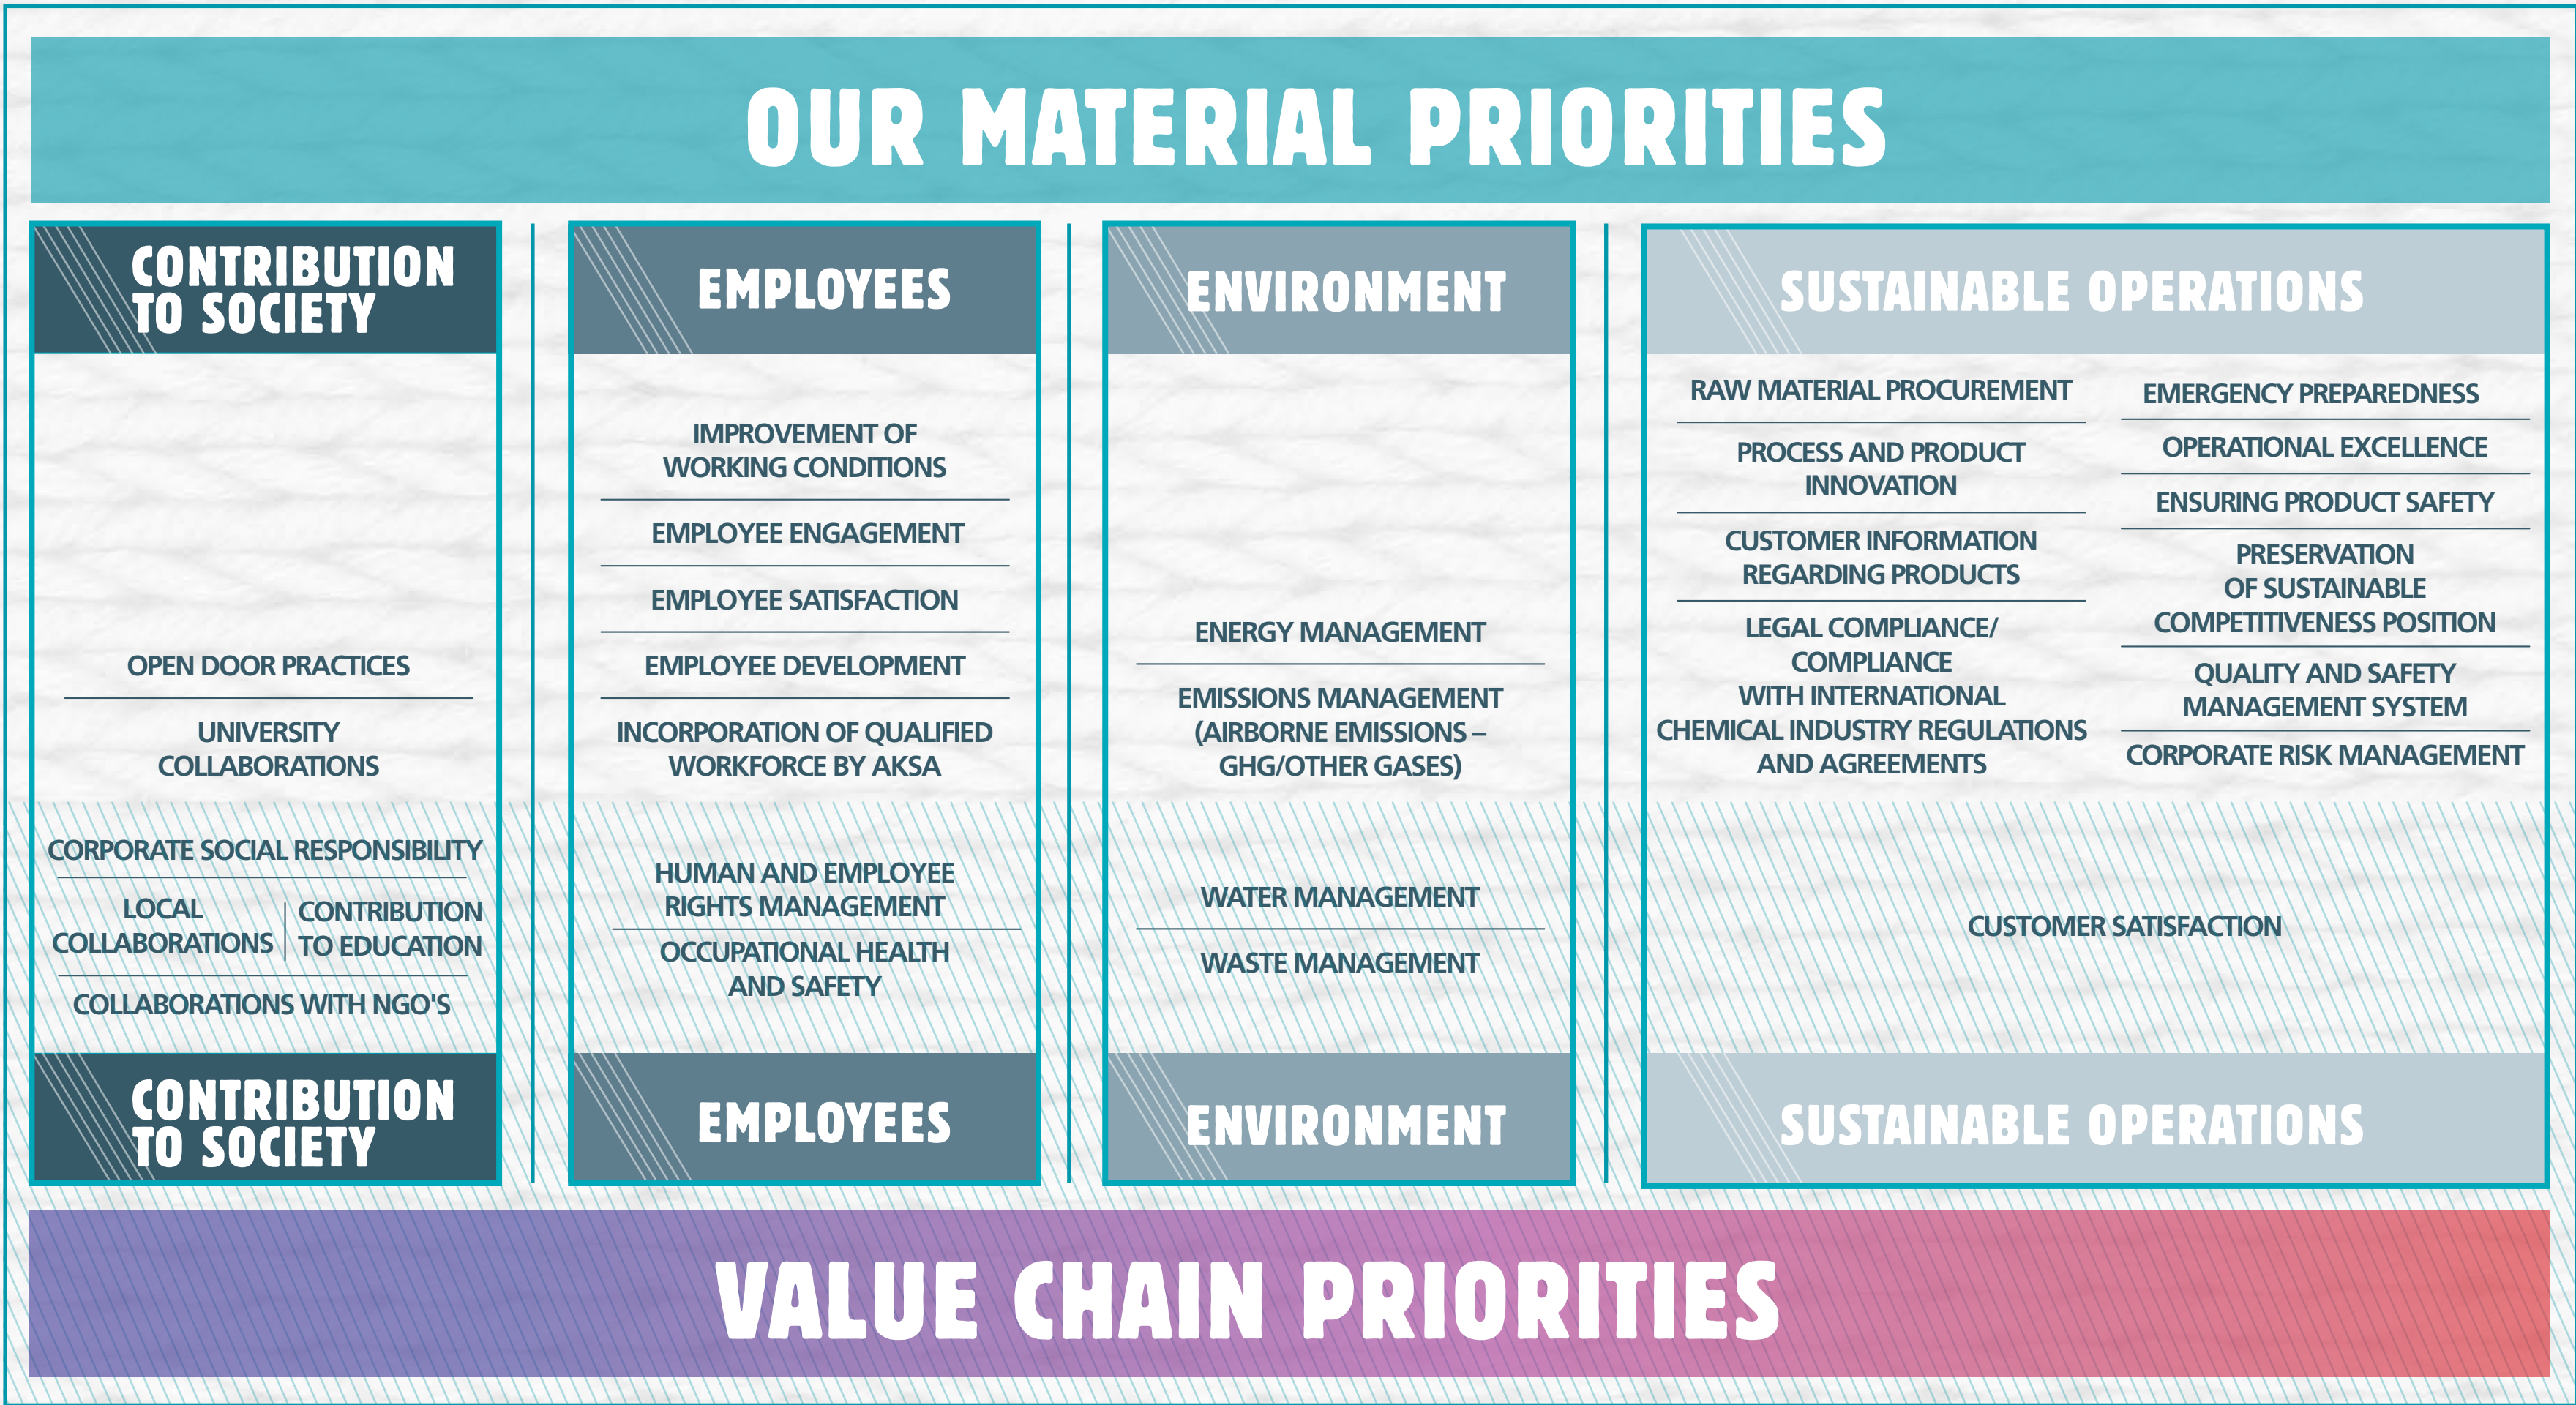 OUR MATERIAL PRIORITIES
CONTRIBUTION
TO SOCIETY
OPEN DOOR PRACTICES
UNIVERSITY
COLLABORATIONS
CORPORATE SOCIAL RESPONSIBILITY
LOCAL
COLLABORATIONS
CONTRIBUTION
TO EDUCATION
COLLABORATIONS WITH NGO'S
CONTRIBUTION
TO SOCIETY
EMPLOYEES
IMPROVEMENT OF
WORKING CONDITIONS
EMPLOYEE ENGAGEMENT
EMPLOYEE SATISFACTION
EMPLOYEE DEVELOPMENT
INCORPORATION OF QUALIFIED
WORKFORCE BY AKSA
HUMAN AND EMPLOYEE
RIGHTS MANAGEMENT
OCCUPATIONAL HEALTH
AND SAFETY
EMPLOYEES
ENVIRONMENT
ENERGY MANAGEMENT
EMISSIONS MANAGEMENT
(AIRBORNE EMISSIONS –
GHG/OTHER GASES)
WATER MANAGEMENT
WASTE MANAGEMENT
ENVIRONMENT
SUSTAINABLE OPERATIONS
RAW MATERIAL PROCUREMENT
PROCESS AND PRODUCT
INNOVATION
CUSTOMER INFORMATION
REGARDING PRODUCTS
LEGAL COMPLIANCE/
COMPLIANCE
WITH INTERNATIONAL
CHEMICAL INDUSTRY REGULATIONS
AND AGREEMENTS
EMERGENCY PREPAREDNESS
OPERATIONAL EXCELLENCE
ENSURING PRODUCT SAFETY
PRESERVATION
OF SUSTAINABLE
COMPETITIVENESS POSITION
QUALITY AND SAFETY
MANAGEMENT SYSTEM
CORPORATE RISK MANAGEMENT
CUSTOMER SATISFACTION
SUSTAINABLE OPERATIONS
VALUE CHAIN PRIORITIES